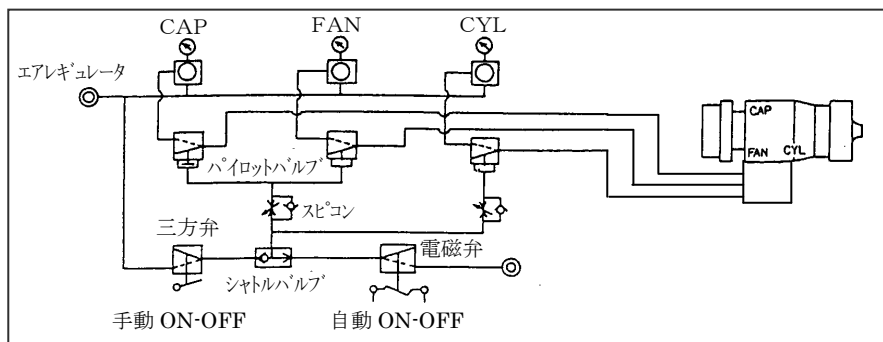 CAP FAN CYL
エアレギュレータ
CAP
FAN CYL
パイロットバルブ
スピコン
三方弁 電磁弁
シャトルバルブ
手動 ON-OFF 自動 ON-OFF